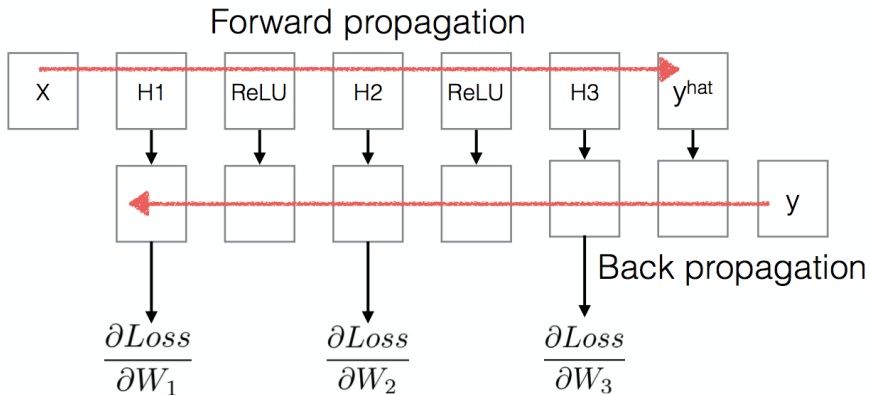 Forward propagation
X H1 ReLU H2 ReLU H3 y^hat
y
Back propagation
∂Loss/∂W₁ ∂Loss/∂W₂ ∂Loss/∂W₃